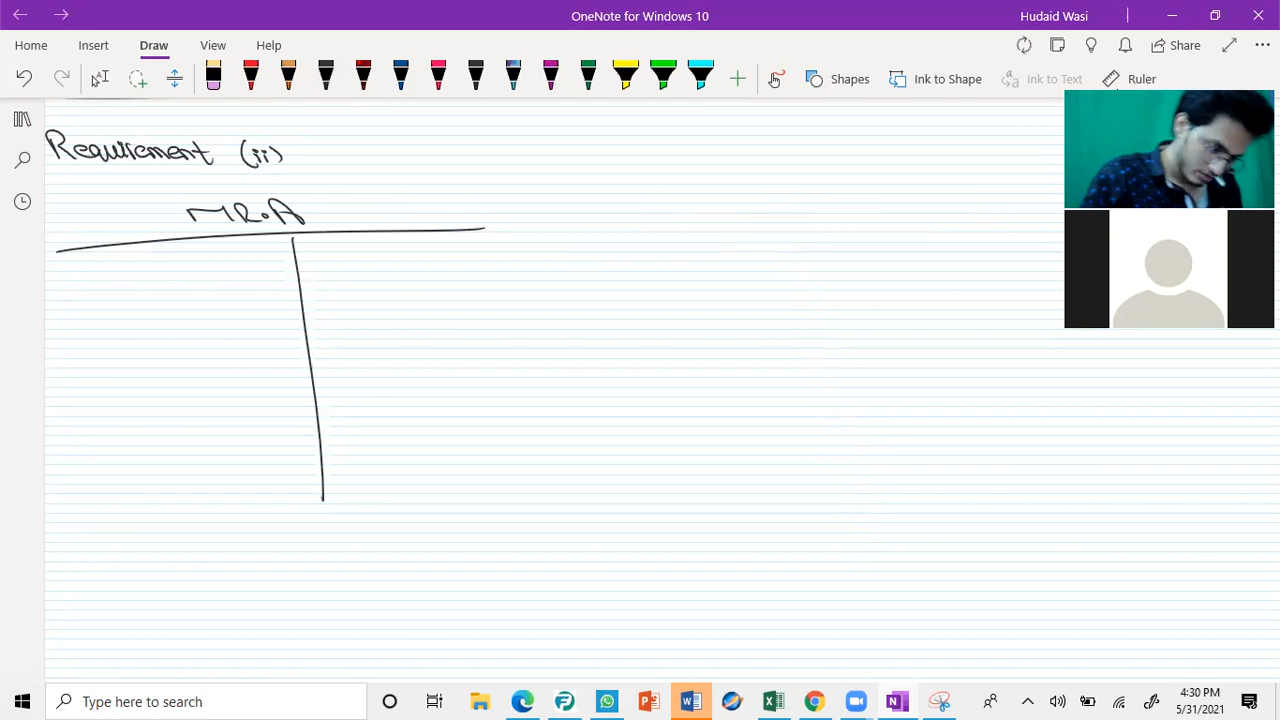 OneNote for Windows 10
Hudaid Wasi
Home Insert Draw View Help
Share
Shapes Ink to Shape Ink to Text Ruler
Requirement (ii)
MR.A
Type here to search
4:30 PM
5/31/2021